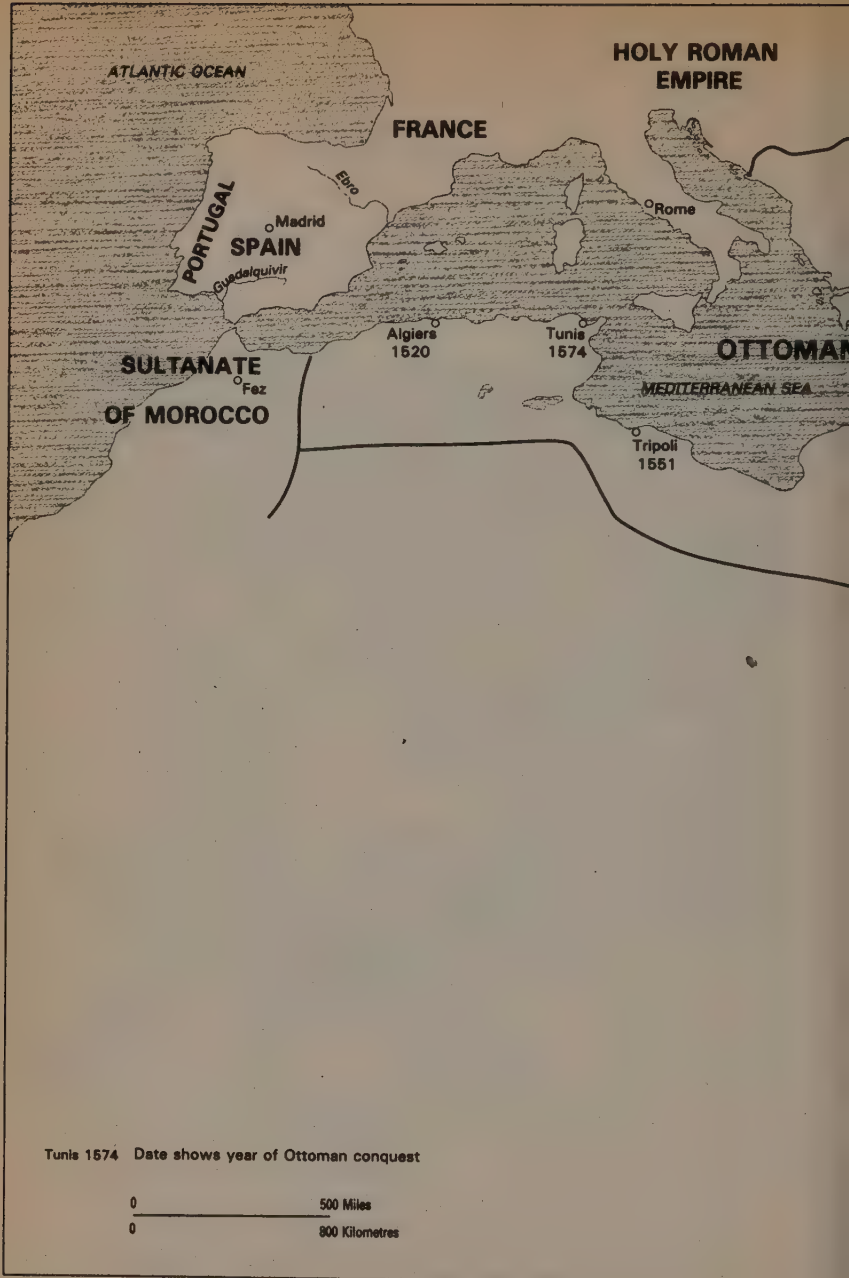 ATLANTIC OCEAN
HOLY ROMAN
EMPIRE
FRANCE
Ebro
PORTUGAL
Madrid
SPAIN
Guadalquivir
Rome
Algiers
1520
Tunis
1574
OTTOMAN
SULTANATE
Fez
OF MOROCCO
MEDITERRANEAN SEA
Tripoli
1551
Tunis 1574 Date shows year of Ottoman conquest
0 500 Miles
0 800 Kilometres